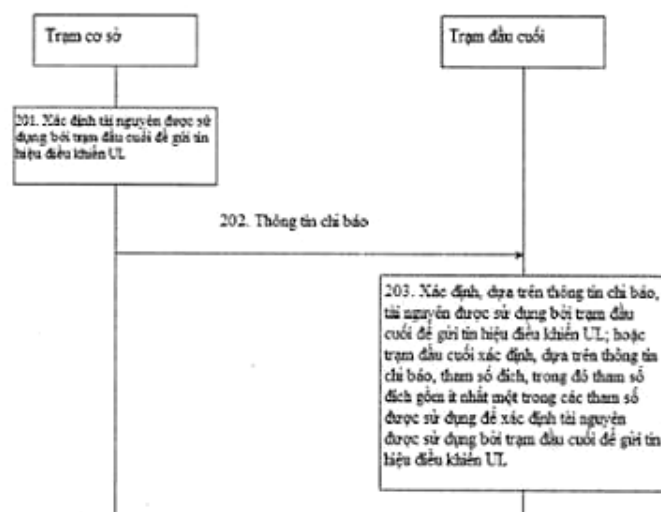 Trạm cơ sở
Trạm đầu cuối
201. Xác định tài nguyên được sử
dụng bởi trạm đầu cuối để gửi tín
hiệu điều khiển UL
202. Thông tin chỉ báo
203. Xác định, dựa trên thông tin chỉ báo,
tài nguyên được sử dụng bởi trạm đầu
cuối để gửi tín hiệu điều khiển UL; hoặc
trạm đầu cuối xác định, dựa trên thông tin
chỉ báo, tham số đích, trong đó tham số
đích gồm ít nhất một trong các tham số
được sử dụng để xác định tài nguyên
được sử dụng bởi trạm đầu cuối để gửi tín
hiệu điều khiển UL